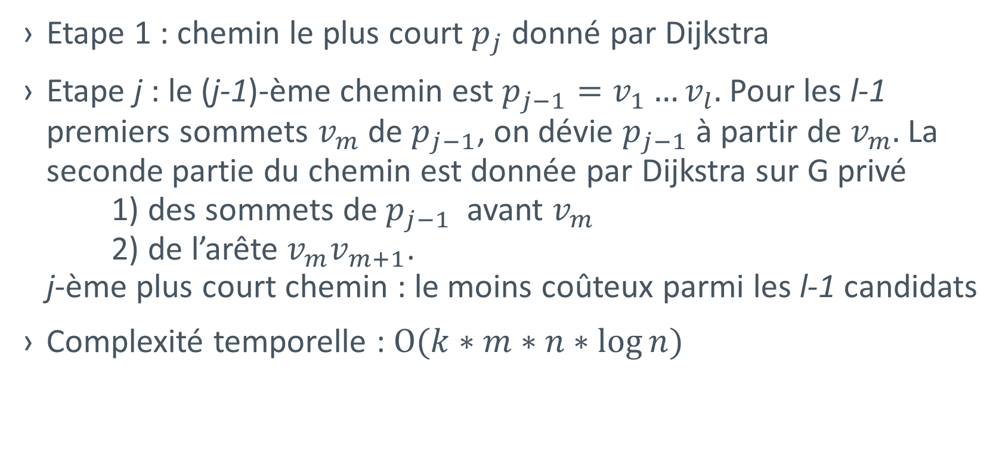 › Etape 1 : chemin le plus court $p_j$ donné par Dijkstra
› Etape j : le (j-1)-ème chemin est $p_{j-1} = v_1 … v_l$. Pour les l-1
premiers sommets $v_m$ de $p_{j-1}$, on dévie $p_{j-1}$ à partir de $v_m$. La
seconde partie du chemin est donnée par Dijkstra sur G privé
1) des sommets de $p_{j-1}$ avant $v_m$
2) de l’arête $v_m v_{m+1}$.
j-ème plus court chemin : le moins coûteux parmi les l-1 candidats
› Complexité temporelle : $O(k * m * n * \log n)$